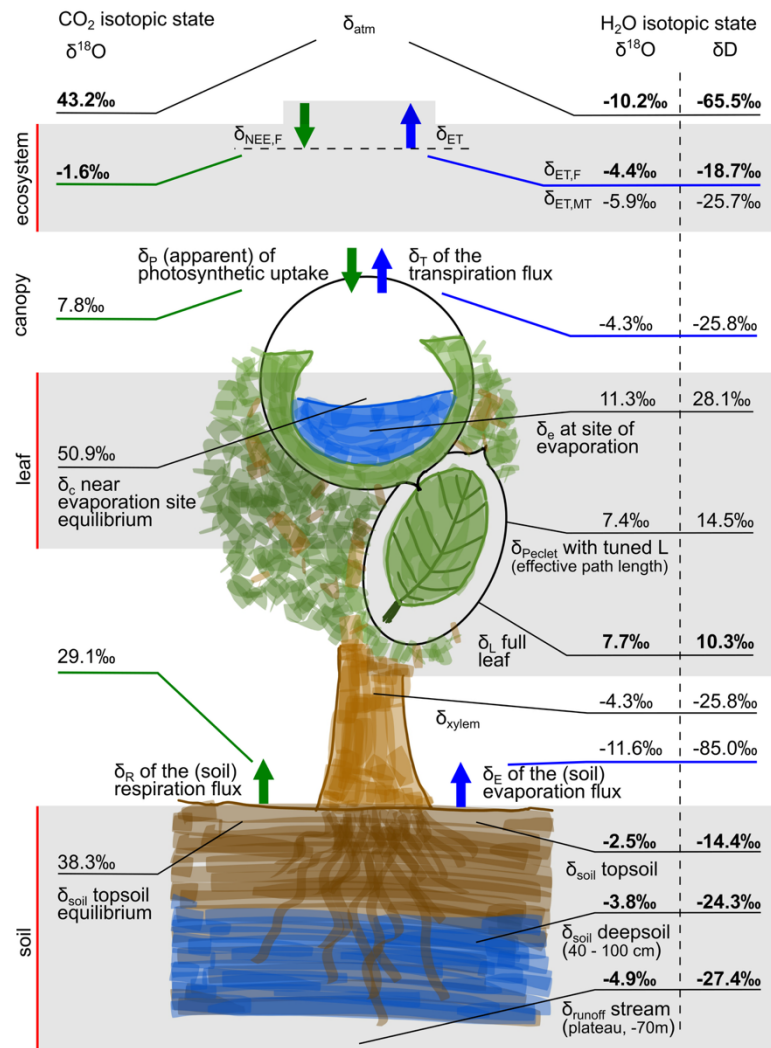 CO₂ isotopic state
H₂O isotopic state
δ¹⁸O
δatm
δ¹⁸O
δD
43.2‰
-10.2‰
-65.5‰
ecosystem
δNEE,F
δET
-1.6‰
δET,F
-4.4‰
-18.7‰
δET,MT
-5.9‰
-25.7‰
canopy
δP (apparent) of
photosynthetic uptake
δT of the
transpiration flux
7.8‰
-4.3‰
-25.8‰
leaf
11.3‰
28.1‰
δe at site of
evaporation
50.9‰
δc near
evaporation site
equilibrium
7.4‰
14.5‰
δPeclet with tuned L
(effective path length)
δL full
leaf
7.7‰
10.3‰
29.1‰
δxylem
-4.3‰
-25.8‰
-11.6‰
-85.0‰
δR of the (soil)
respiration flux
δE of the (soil)
evaporation flux
soil
38.3‰
δsoil topsoil
equilibrium
-2.5‰
-14.4‰
δsoil topsoil
-3.8‰
-24.3‰
δsoil deepsoil
(40 - 100 cm)
-4.9‰
-27.4‰
δrunoff stream
(plateau, -70m)